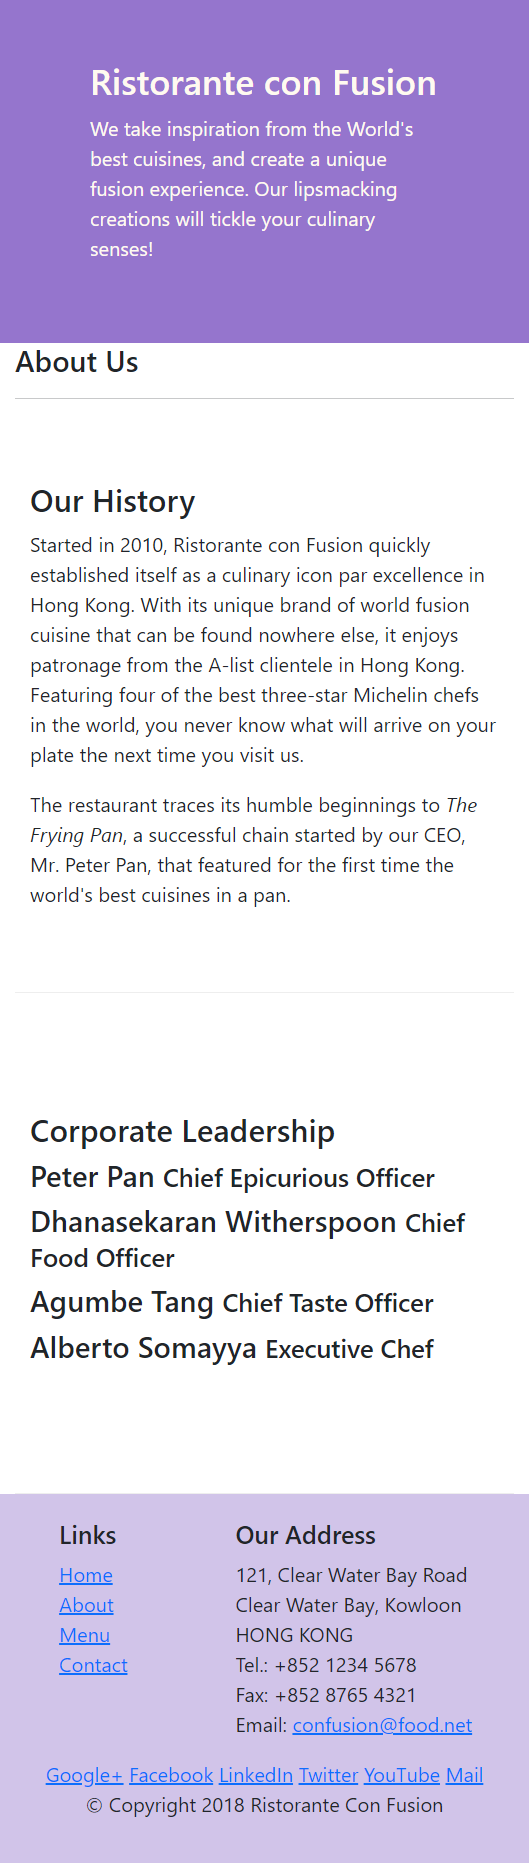 Ristorante con Fusion
We take inspiration from the World's
best cuisines, and create a unique
fusion experience. Our lipsmacking
creations will tickle your culinary
senses!
About Us
Our History
Started in 2010, Ristorante con Fusion quickly
established itself as a culinary icon par excellence in
Hong Kong. With its unique brand of world fusion
cuisine that can be found nowhere else, it enjoys
patronage from the A-list clientele in Hong Kong.
Featuring four of the best three-star Michelin chefs
in the world, you never know what will arrive on your
plate the next time you visit us.
The restaurant traces its humble beginnings to The
Frying Pan, a successful chain started by our CEO,
Mr. Peter Pan, that featured for the first time the
world's best cuisines in a pan.
Corporate Leadership
Peter Pan Chief Epicurious Officer
Dhanasekaran Witherspoon Chief
Food Officer
Agumbe Tang Chief Taste Officer
Alberto Somayya Executive Chef
Links
Home
About
Menu
Contact
Our Address
121, Clear Water Bay Road
Clear Water Bay, Kowloon
HONG KONG
Tel.: +852 1234 5678
Fax: +852 8765 4321
Email: confusion@food.net
Google+ Facebook LinkedIn Twitter YouTube Mail
© Copyright 2018 Ristorante Con Fusion